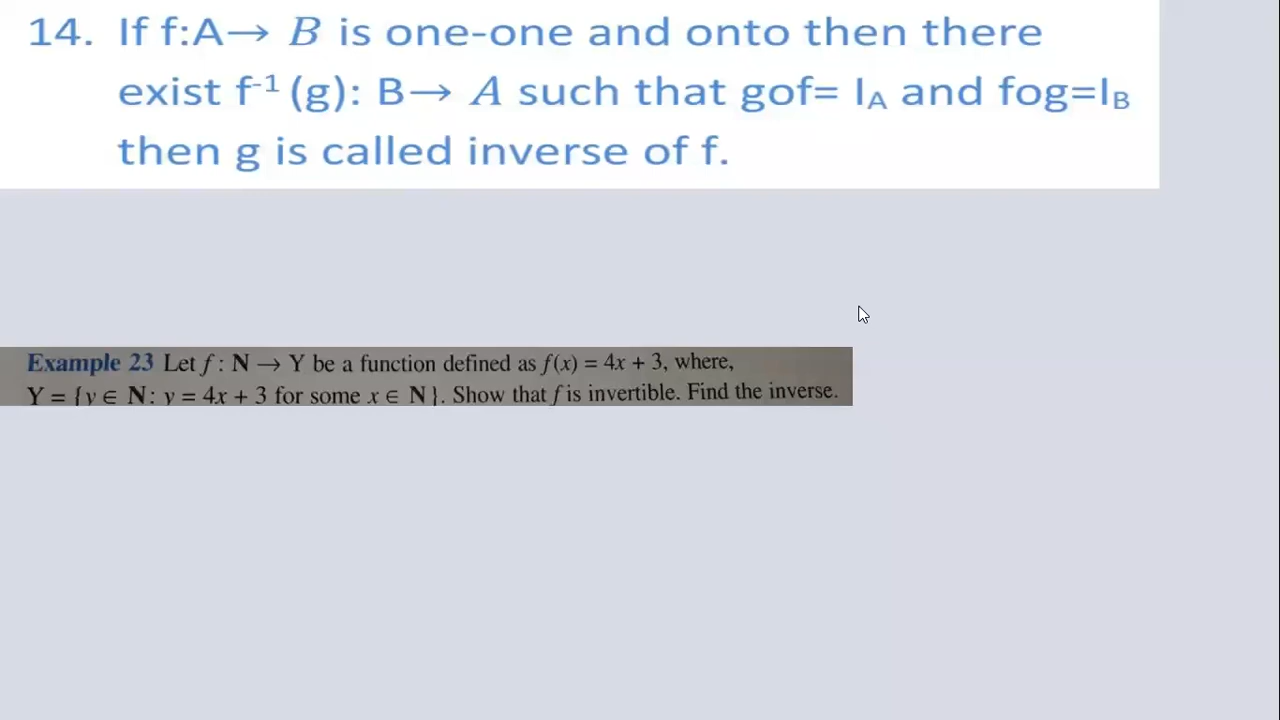 14. If f:A→ B is one-one and onto then there
exist f⁻¹ (g): B→ A such that gof= I_A and fog=I_B
then g is called inverse of f.
Example 23 Let f : N → Y be a function defined as f(x) = 4x + 3, where,
Y = {y ∈ N: y = 4x + 3 for some x ∈ N}. Show that f is invertible. Find the inverse.